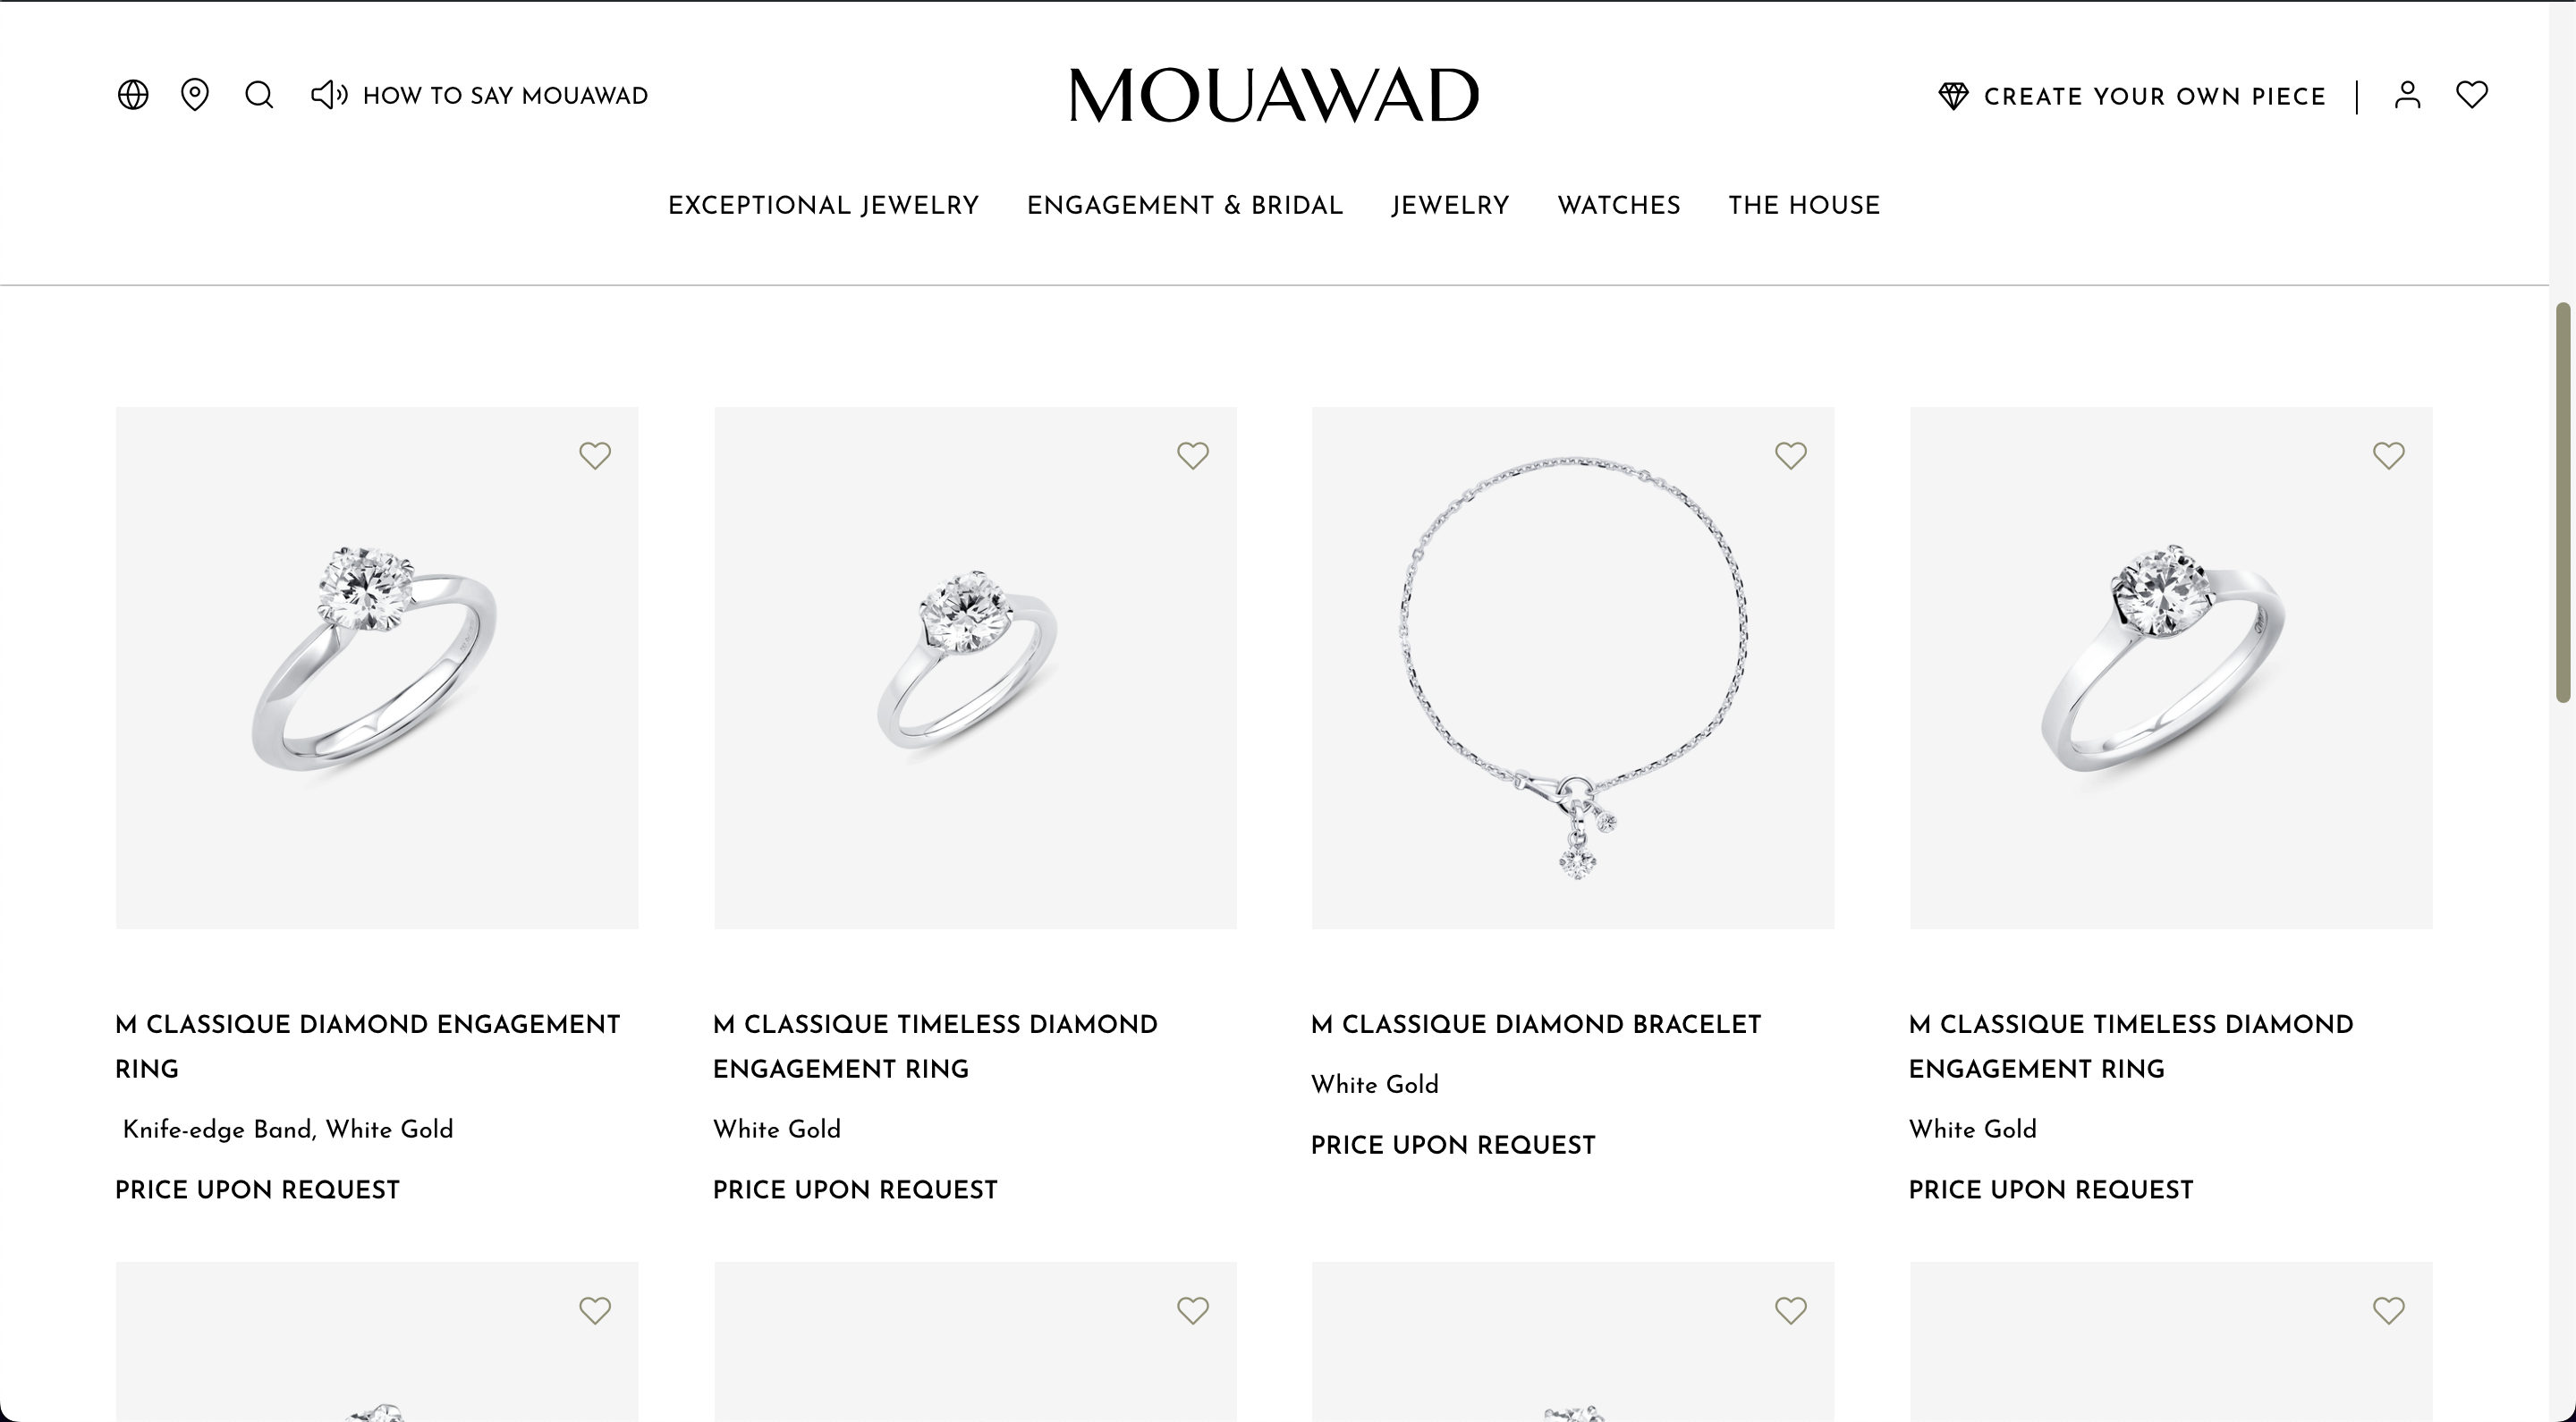 HOW TO SAY MOUAWAD
MOUAWAD
CREATE YOUR OWN PIECE
EXCEPTIONAL JEWELRY
ENGAGEMENT & BRIDAL
JEWELRY
WATCHES
THE HOUSE
M CLASSIQUE DIAMOND ENGAGEMENT
RING
Knife-edge Band, White Gold
PRICE UPON REQUEST
M CLASSIQUE TIMELESS DIAMOND
ENGAGEMENT RING
White Gold
PRICE UPON REQUEST
M CLASSIQUE DIAMOND BRACELET
White Gold
PRICE UPON REQUEST
M CLASSIQUE TIMELESS DIAMOND
ENGAGEMENT RING
White Gold
PRICE UPON REQUEST